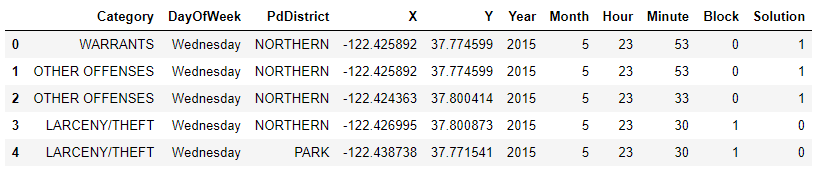 Category DayOfWeek PdDistrict X Y Year Month Hour Minute Block Solution
0 WARRANTS Wednesday NORTHERN -122.425892 37.774599 2015 5 23 53 0 1
1 OTHER OFFENSES Wednesday NORTHERN -122.425892 37.774599 2015 5 23 53 0 1
2 OTHER OFFENSES Wednesday NORTHERN -122.424363 37.800414 2015 5 23 33 0 1
3 LARCENY/THEFT Wednesday NORTHERN -122.426995 37.800873 2015 5 23 30 1 0
4 LARCENY/THEFT Wednesday PARK -122.438738 37.771541 2015 5 23 30 1 0